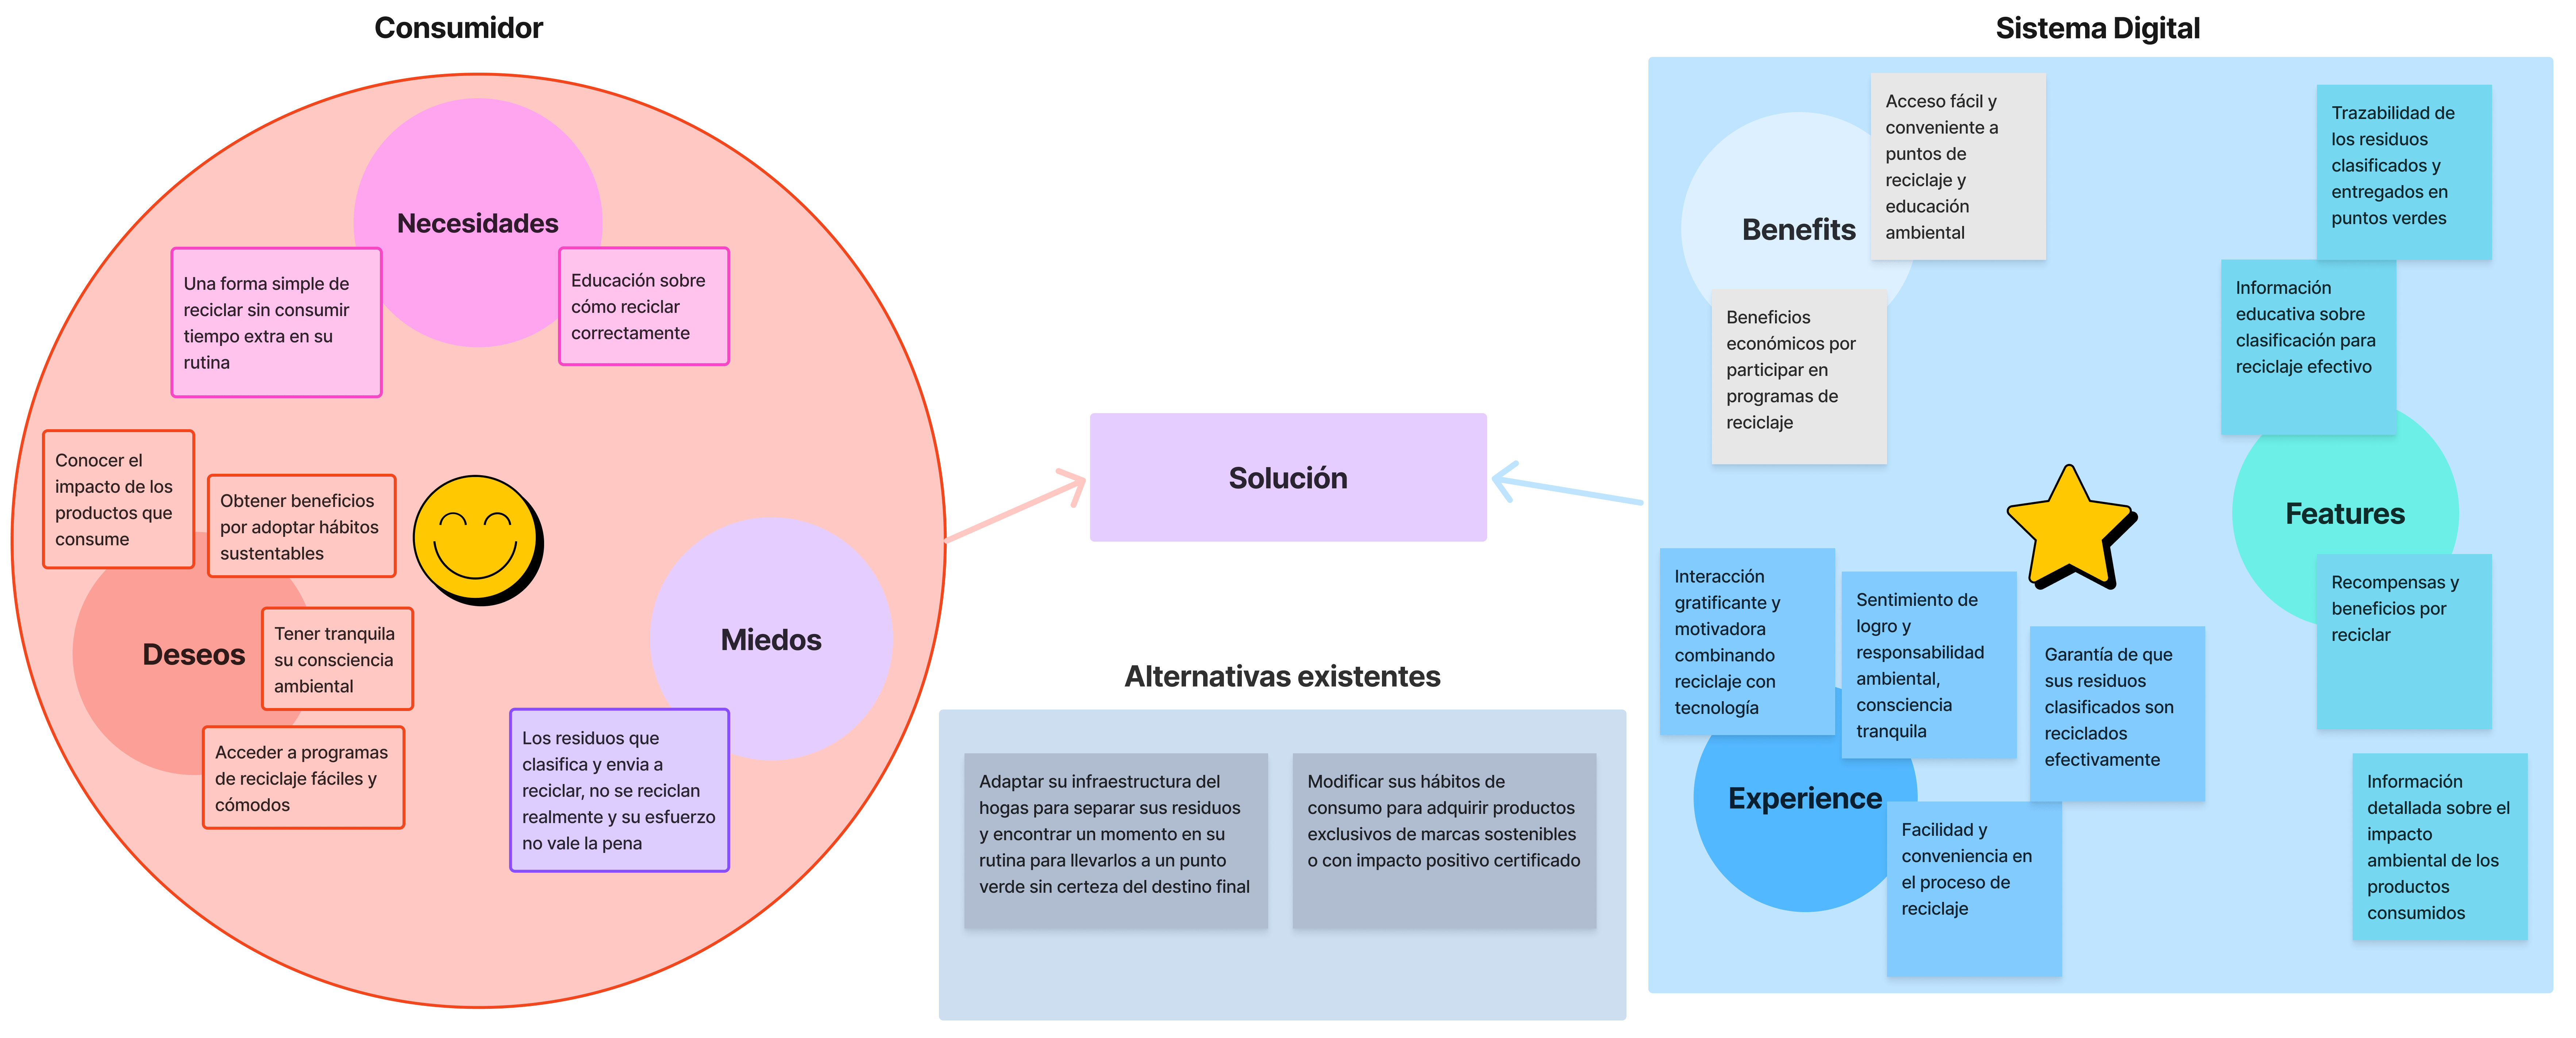 Consumidor
Necesidades
Una forma simple de
reciclar sin consumir
tiempo extra en su
rutina
Educación sobre
cómo reciclar
correctamente
Conocer el
impacto de los
productos que
consume
Obtener beneficios
por adoptar hábitos
sustentables
Deseos
Tener tranquila
su consciencia
ambiental
Acceder a programas
de reciclaje fáciles y
cómodos
Miedos
Los residuos que
clasifica y envia a
reciclar, no se reciclan
realmente y su esfuerzo
no vale la pena
Solución
Alternativas existentes
Adaptar su infraestructura del
hogas para separar sus residuos
y encontrar un momento en su
rutina para llevarlos a un punto
verde sin certeza del destino final
Modificar sus hábitos de
consumo para adquirir productos
exclusivos de marcas sostenibles
o con impacto positivo certificado
Sistema Digital
Benefits
Acceso fácil y
conveniente a
puntos de
reciclaje y
educación
ambiental
Beneficios
económicos por
participar en
programas de
reciclaje
Trazabilidad de
los residuos
clasificados y
entregados en
puntos verdes
Información
educativa sobre
clasificación para
reciclaje efectivo
Features
Recompensas y
beneficios por
reciclar
Información
detallada sobre el
impacto
ambiental de los
productos
consumidos
Interacción
gratificante y
motivadora
combinando
reciclaje con
tecnología
Sentimiento de
logro y
responsabilidad
ambiental,
consciencia
tranquila
Garantía de que
sus residuos
clasificados son
reciclados
efectivamente
Experience
Facilidad y
conveniencia en
el proceso de
reciclaje